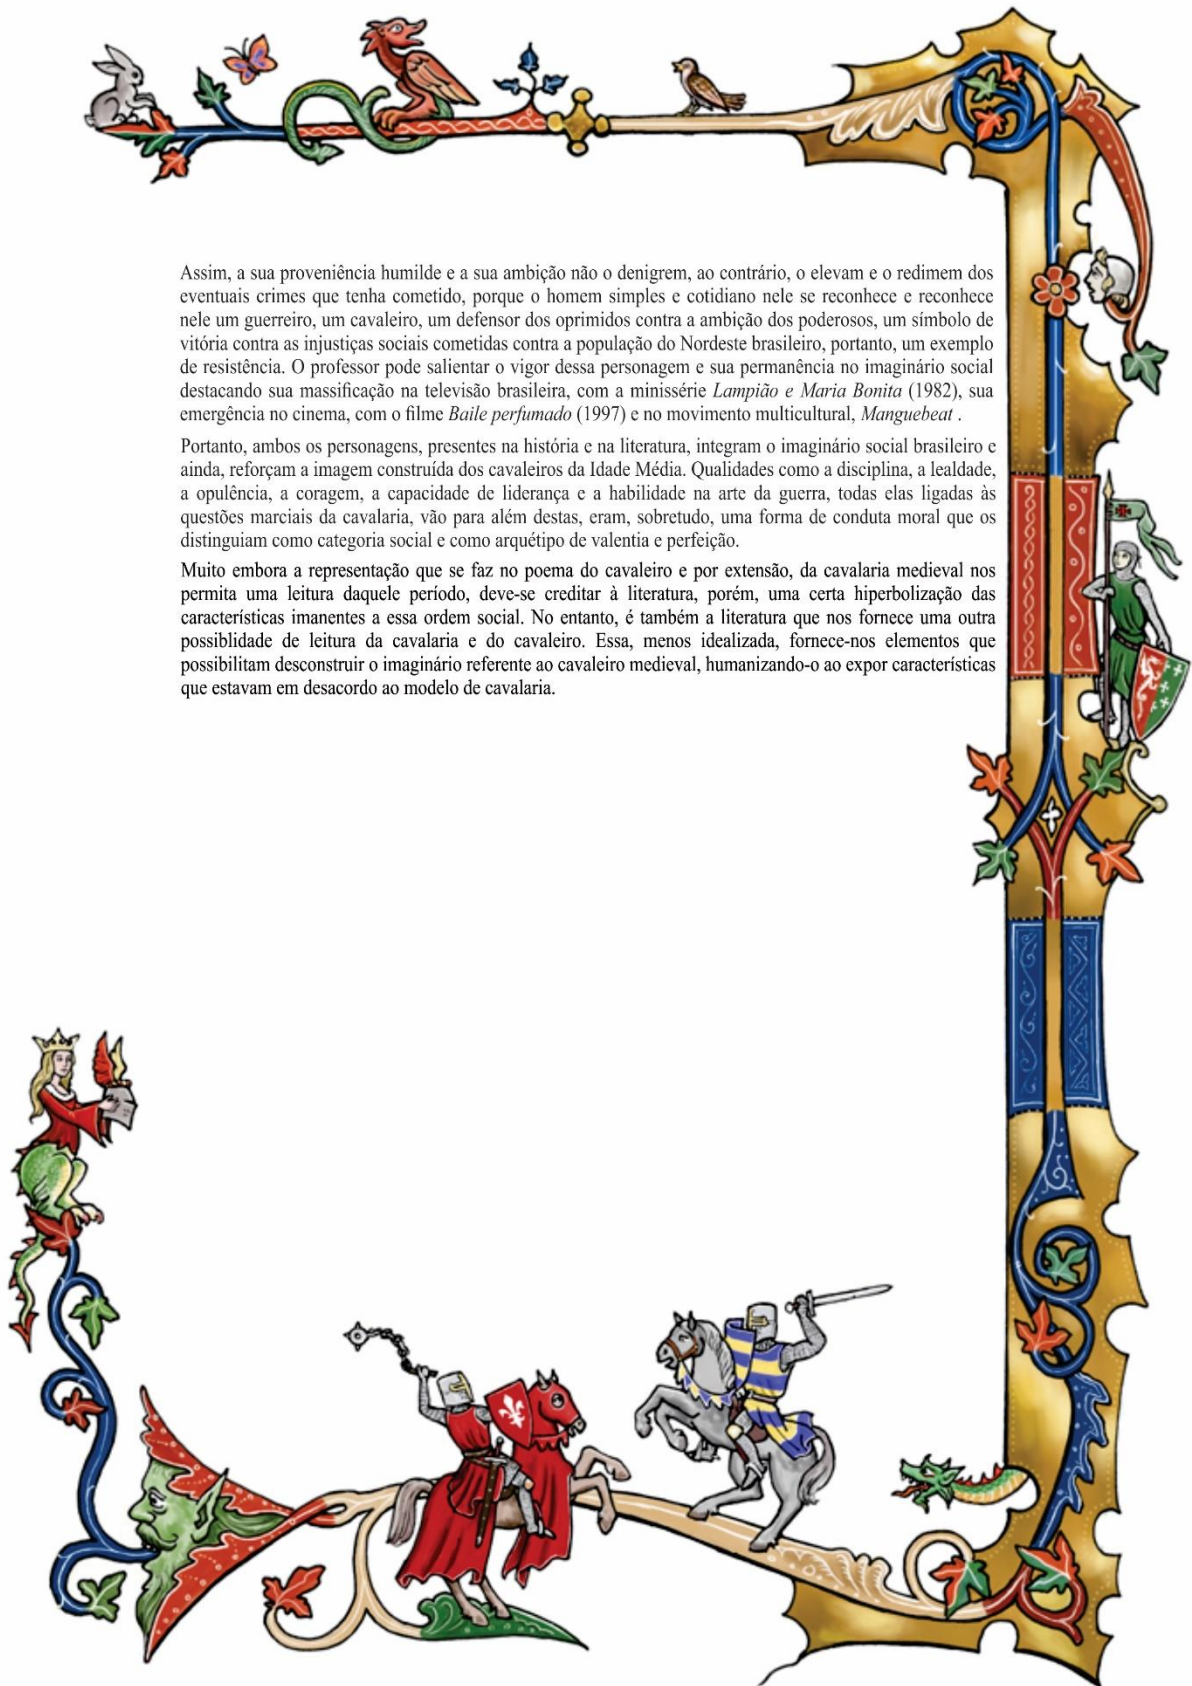 Assim, a sua proveniência humilde e a sua ambição não o denigrem, ao contrário, o elevam e o redimem dos
eventuais crimes que tenha cometido, porque o homem simples e cotidiano nele se reconhece e reconhece
nele um guerreiro, um cavaleiro, um defensor dos oprimidos contra a ambição dos poderosos, um símbolo de
vitória contra as injustiças sociais cometidas contra a população do Nordeste brasileiro, portanto, um exemplo
de resistência. O professor pode salientar o vigor dessa personagem e sua permanência no imaginário social
destacando sua massificação na televisão brasileira, com a minissérie Lampião e Maria Bonita (1982), sua
emergência no cinema, com o filme Baile perfumado (1997) e no movimento multicultural, Manguebeat .
Portanto, ambos os personagens, presentes na história e na literatura, integram o imaginário social brasileiro e
ainda, reforçam a imagem construída dos cavaleiros da Idade Média. Qualidades como a disciplina, a lealdade,
a opulência, a coragem, a capacidade de liderança e a habilidade na arte da guerra, todas elas ligadas às
questões marciais da cavalaria, vão para além destas, eram, sobretudo, uma forma de conduta moral que os
distinguiam como categoria social e como arquétipo de valentia e perfeição.
Muito embora a representação que se faz no poema do cavaleiro e por extensão, da cavalaria medieval nos
permita uma leitura daquele período, deve-se creditar à literatura, porém, uma certa hiperbolização das
características imanentes a essa ordem social. No entanto, é também a literatura que nos fornece uma outra
possiblidade de leitura da cavalaria e do cavaleiro. Essa, menos idealizada, fornece-nos elementos que
possibilitam desconstruir o imaginário referente ao cavaleiro medieval, humanizando-o ao expor características
que estavam em desacordo ao modelo de cavalaria.